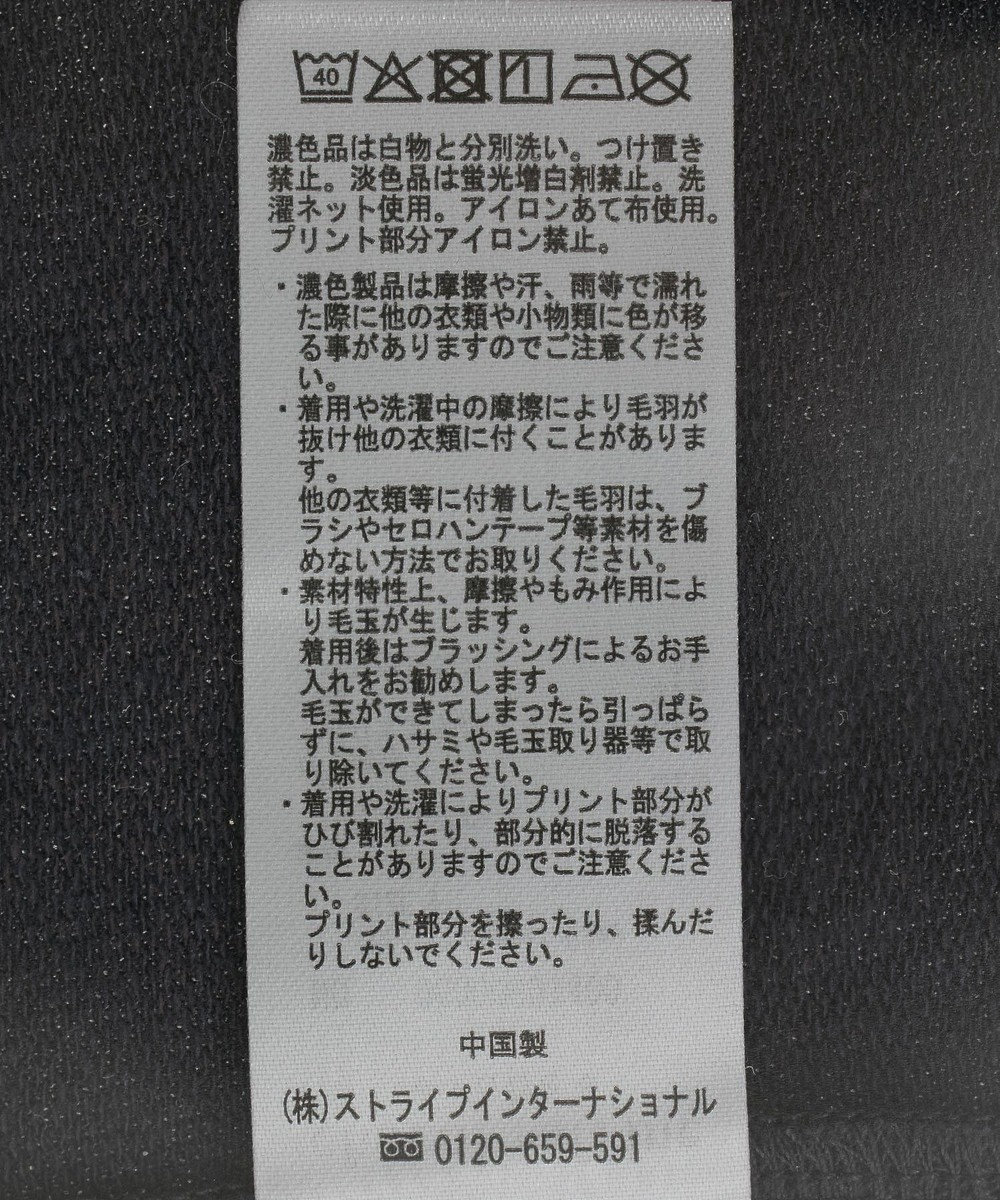 40
濃色品は白物と分別洗い。つけ置き
禁止。淡色品は蛍光増白剤禁止。洗
濯ネット使用。アイロンあて布使用。
プリント部分アイロン禁止。
・濃色製品は摩擦や汗、雨等で濡れ
た際に他の衣類や小物類に色が移
る事がありますのでご注意くださ
い。
・着用や洗濯中の摩擦により毛羽が
抜け他の衣類に付くことがありま
す。
他の衣類等に付着した毛羽は、ブ
ラシやセロハンテープ等素材を傷
めない方法でお取りください。
・素材特性上、摩擦やもみ作用によ
り毛玉が生じます。
着用後はブラッシングによるお手
入れをお勧めします。
毛玉ができてしまったら引っぱら
ずに、ハサミや毛玉取り器等で取
り除いてください。
・着用や洗濯によりプリント部分が
ひび割れたり、部分的に脱落する
ことがありますのでご注意くださ
い。
プリント部分を擦ったり、揉んだ
りしないでください。
中国製
(株)ストライプインターナショナル
0120-659-591